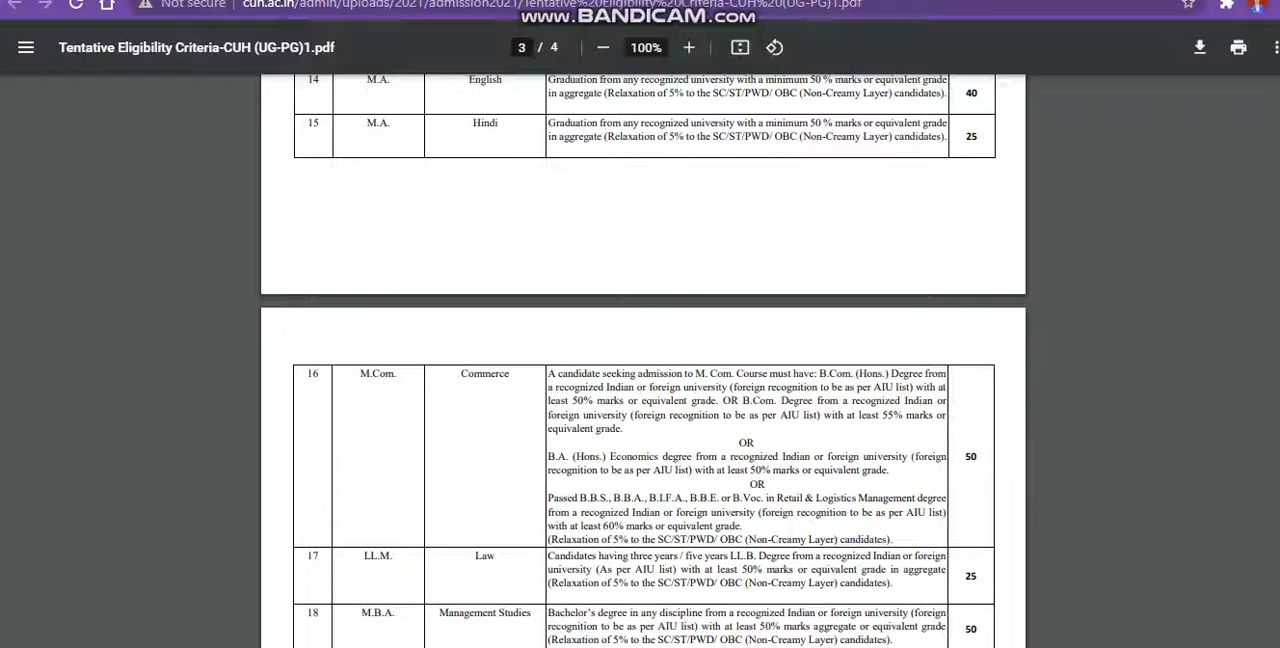 Not secure | cuh.ac.in/admin/uploads/2021/admission2021/Tentative%20Eligibility%20Criteria-CUH%20(UG-PG)1.pdf
www.BANDICAM.com
Tentative Eligibility Criteria-CUH (UG-PG)1.pdf 3 / 4 100%
14 M.A. English Graduation from any recognized university with a minimum 50 % marks or equivalent grade
in aggregate (Relaxation of 5% to the SC/ST/PWD/ OBC (Non-Creamy Layer) candidates). 40
15 M.A. Hindi Graduation from any recognized university with a minimum 50 % marks or equivalent grade
in aggregate (Relaxation of 5% to the SC/ST/PWD/ OBC (Non-Creamy Layer) candidates). 25
16 M.Com. Commerce A candidate seeking admission to M. Com. Course must have: B.Com. (Hons.) Degree from
a recognized Indian or foreign university (foreign recognition to be as per AIU list) with at
least 50% marks or equivalent grade. OR B.Com. Degree from a recognized Indian or
foreign university (foreign recognition to be as per AIU list) with at least 55% marks or
equivalent grade.
OR
B.A. (Hons.) Economics degree from a recognized Indian or foreign university (foreign 50
recognition to be as per AIU list) with at least 50% marks or equivalent grade.
OR
Passed B.B.S., B.B.A., B.I.F.A., B.B.E. or B.Voc. in Retail & Logistics Management degree
from a recognized Indian or foreign university (foreign recognition to be as per AIU list)
with at least 60% marks or equivalent grade.
(Relaxation of 5% to the SC/ST/PWD/ OBC (Non-Creamy Layer) candidates).
17 LL.M. Law Candidates having three years / five years LL.B. Degree from a recognized Indian or foreign
university (As per AIU list) with at least 50% marks or equivalent grade in aggregate 25
(Relaxation of 5% to the SC/ST/PWD/ OBC (Non-Creamy Layer) candidates).
18 M.B.A. Management Studies Bachelor's degree in any discipline from a recognized Indian or foreign university (foreign
recognition to be as per AIU list) with at least 50% marks aggregate or equivalent grade 50
(Relaxation of 5% to the SC/ST/PWD/ OBC (Non-Creamy Layer) candidates).